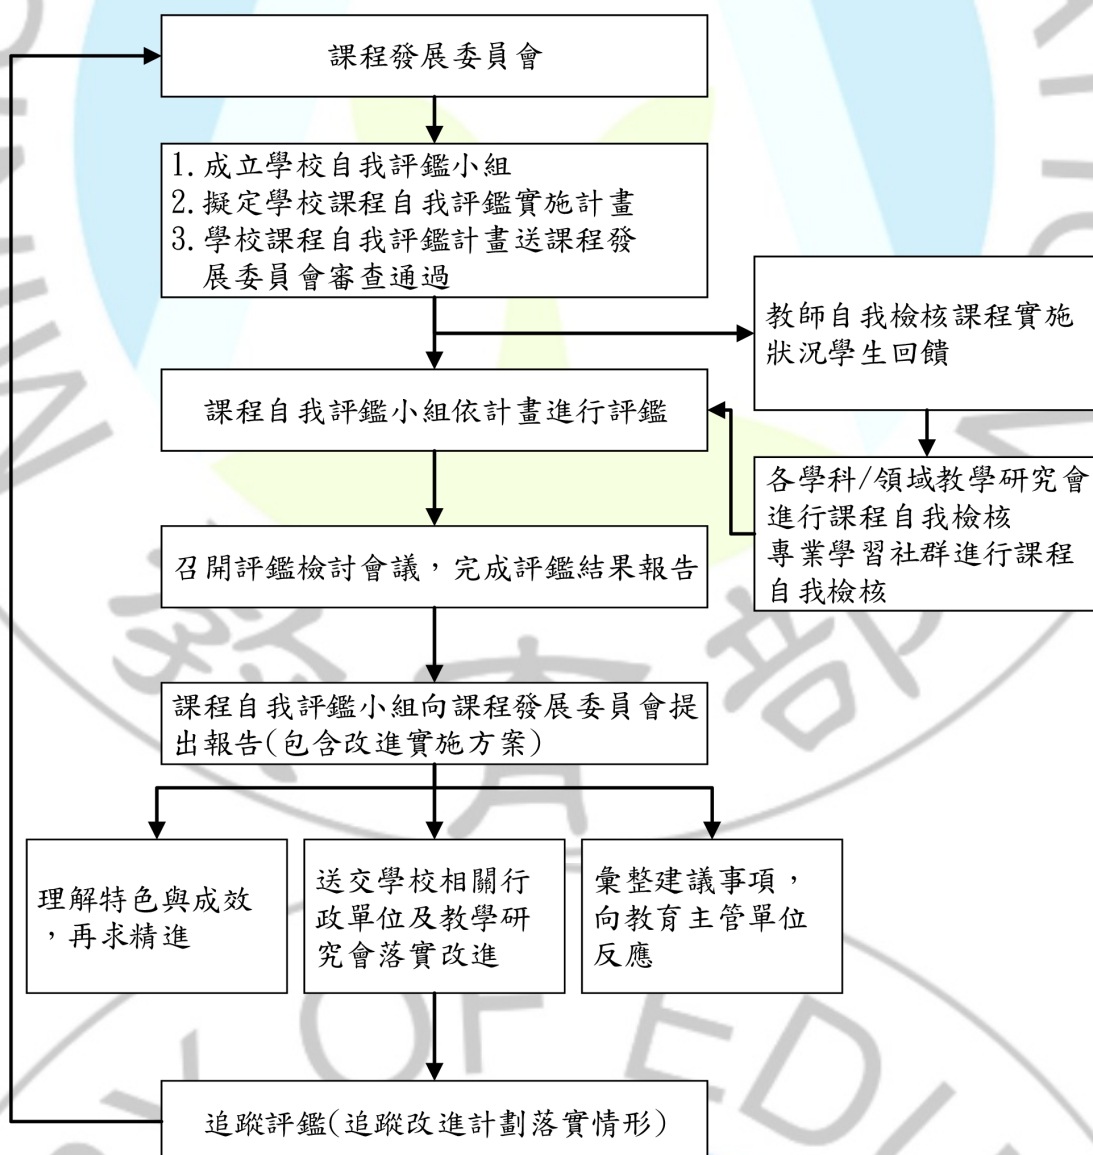 課程發展委員會
1.成立學校自我評鑑小組
2.擬定學校課程自我評鑑實施計畫
3.學校課程自我評鑑計畫送課程發
展委員會審查通過
教師自我檢核課程實施
狀況學生回饋
課程自我評鑑小組依計畫進行評鑑
各學科/領域教學研究會
進行課程自我檢核
專業學習社群進行課程
自我檢核
召開評鑑檢討會議,完成評鑑結果報告
課程自我評鑑小組向課程發展委員會提
出報告(包含改進實施方案)
理解特色與成效
,再求精進
送交學校相關行
政單位及教學研
究會落實改進
彙整建議事項,
向教育主管單位
反應
追蹤評鑑(追蹤改進計劃落實情形)
教育部
Y OF EDU